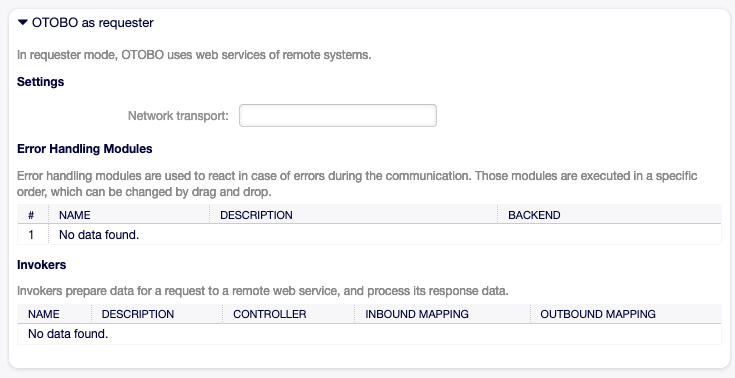 OTOBO as requester
In requester mode, OTOBO uses web services of remote systems.
Settings
Network transport:
Error Handling Modules
Error handling modules are used to react in case of errors during the communication. Those modules are executed in a specific
order, which can be changed by drag and drop.
# NAME DESCRIPTION BACKEND
1 No data found.
Invokers
Invokers prepare data for a request to a remote web service, and process its response data.
NAME DESCRIPTION CONTROLLER INBOUND MAPPING OUTBOUND MAPPING
No data found.